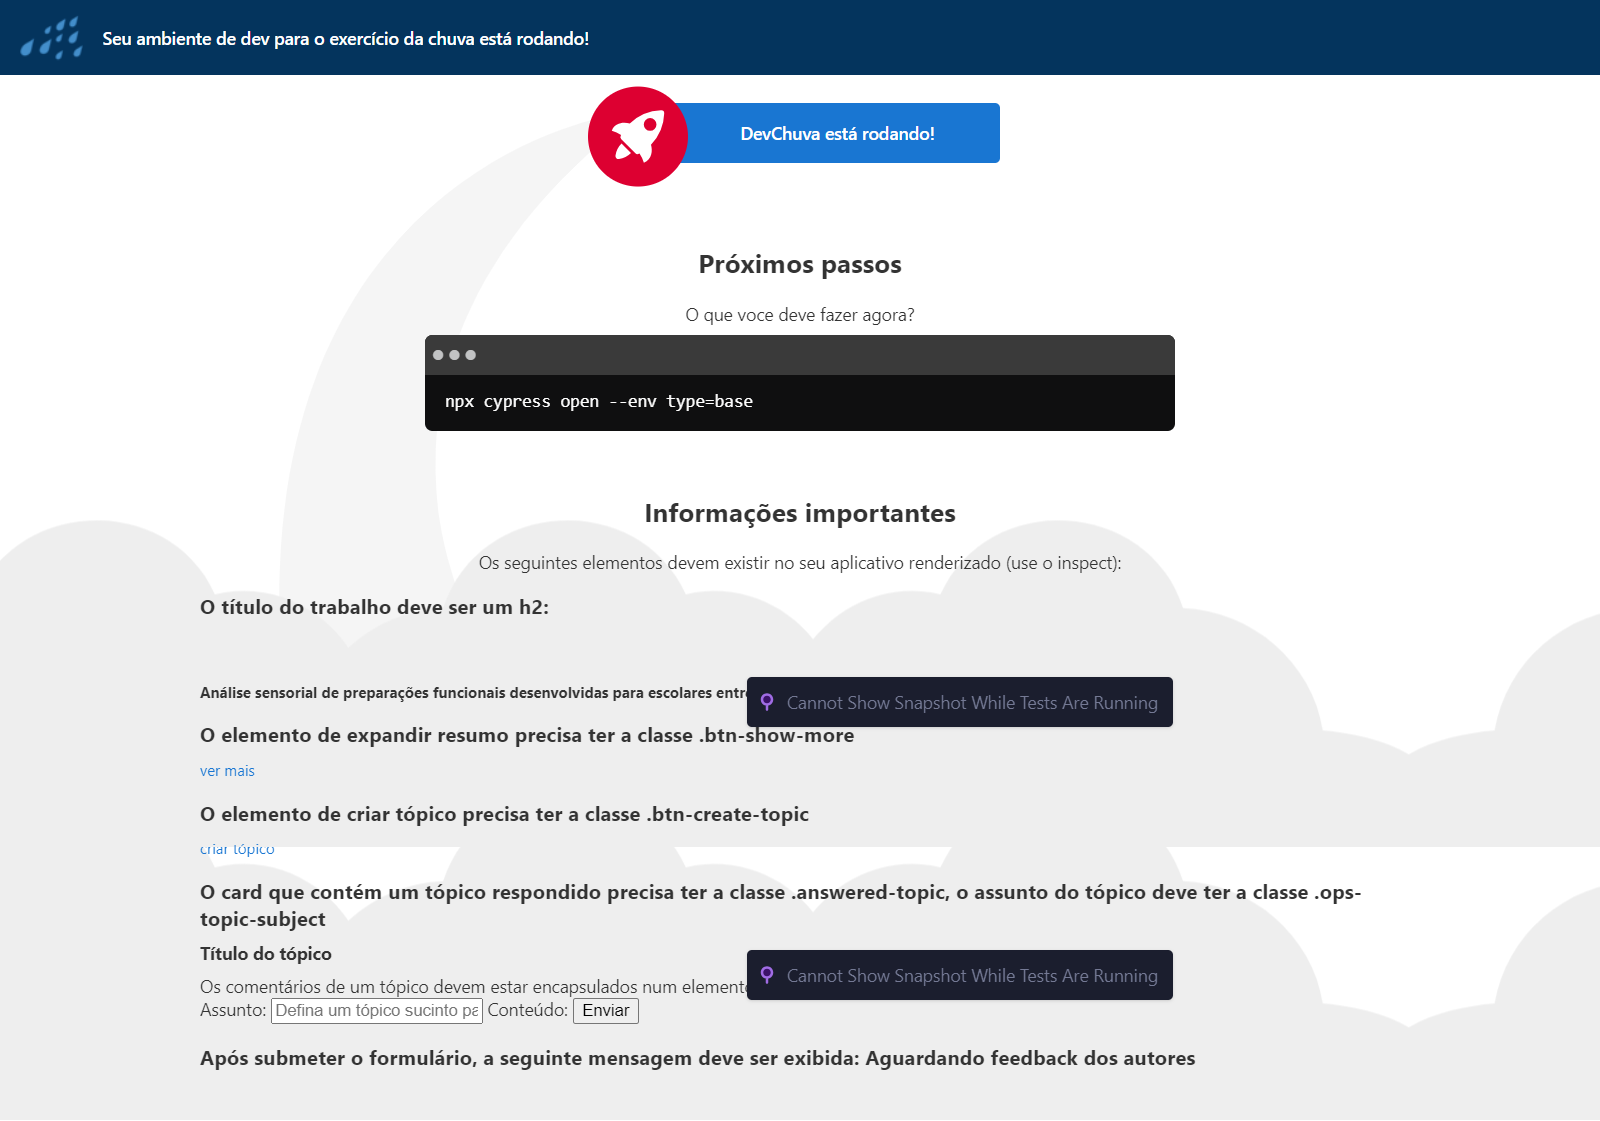 Seu ambiente de dev para o exercício da chuva está rodando!
DevChuva está rodando!
Próximos passos
O que voce deve fazer agora?
npx cypress open --env type=base
Informações importantes
Os seguintes elementos devem existir no seu aplicativo renderizado (use o inspect):
O título do trabalho deve ser um h2:
Análise sensorial de preparações funcionais desenvolvidas para escolares entre
Cannot Show Snapshot While Tests Are Running
O elemento de expandir resumo precisa ter a classe .btn-show-more
ver mais
O elemento de criar tópico precisa ter a classe .btn-create-topic
criar tópico
O card que contém um tópico respondido precisa ter a classe .answered-topic, o assunto do tópico deve ter a classe .ops-
topic-subject
Título do tópico
Os comentários de um tópico devem estar encapsulados num elemento
Cannot Show Snapshot While Tests Are Running
Assunto: Defina um tópico sucinto pa Conteúdo: Enviar
Após submeter o formulário, a seguinte mensagem deve ser exibida: Aguardando feedback dos autores